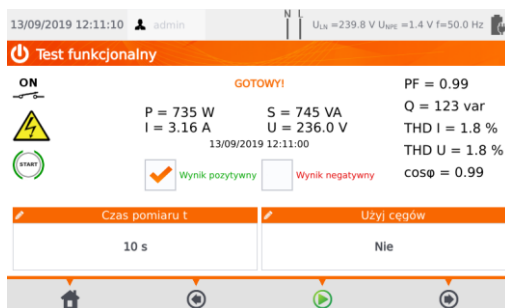 13/09/2019 12:11:10 admin N L U_LN =239.8 V U_NPE =1.4 V f=50.0 Hz
Test funkcjonalny
ON
GOTOWY!
PF = 0.99
P = 735 W S = 745 VA
Q = 123 var
I = 3.16 A U = 236.0 V
THD I = 1.8 %
13/09/2019 12:11:00
THD U = 1.8 %
START
Wynik pozytywny Wynik negatywny
cosφ = 0.99
Czas pomiaru t Użyj cęgów
10 s Nie